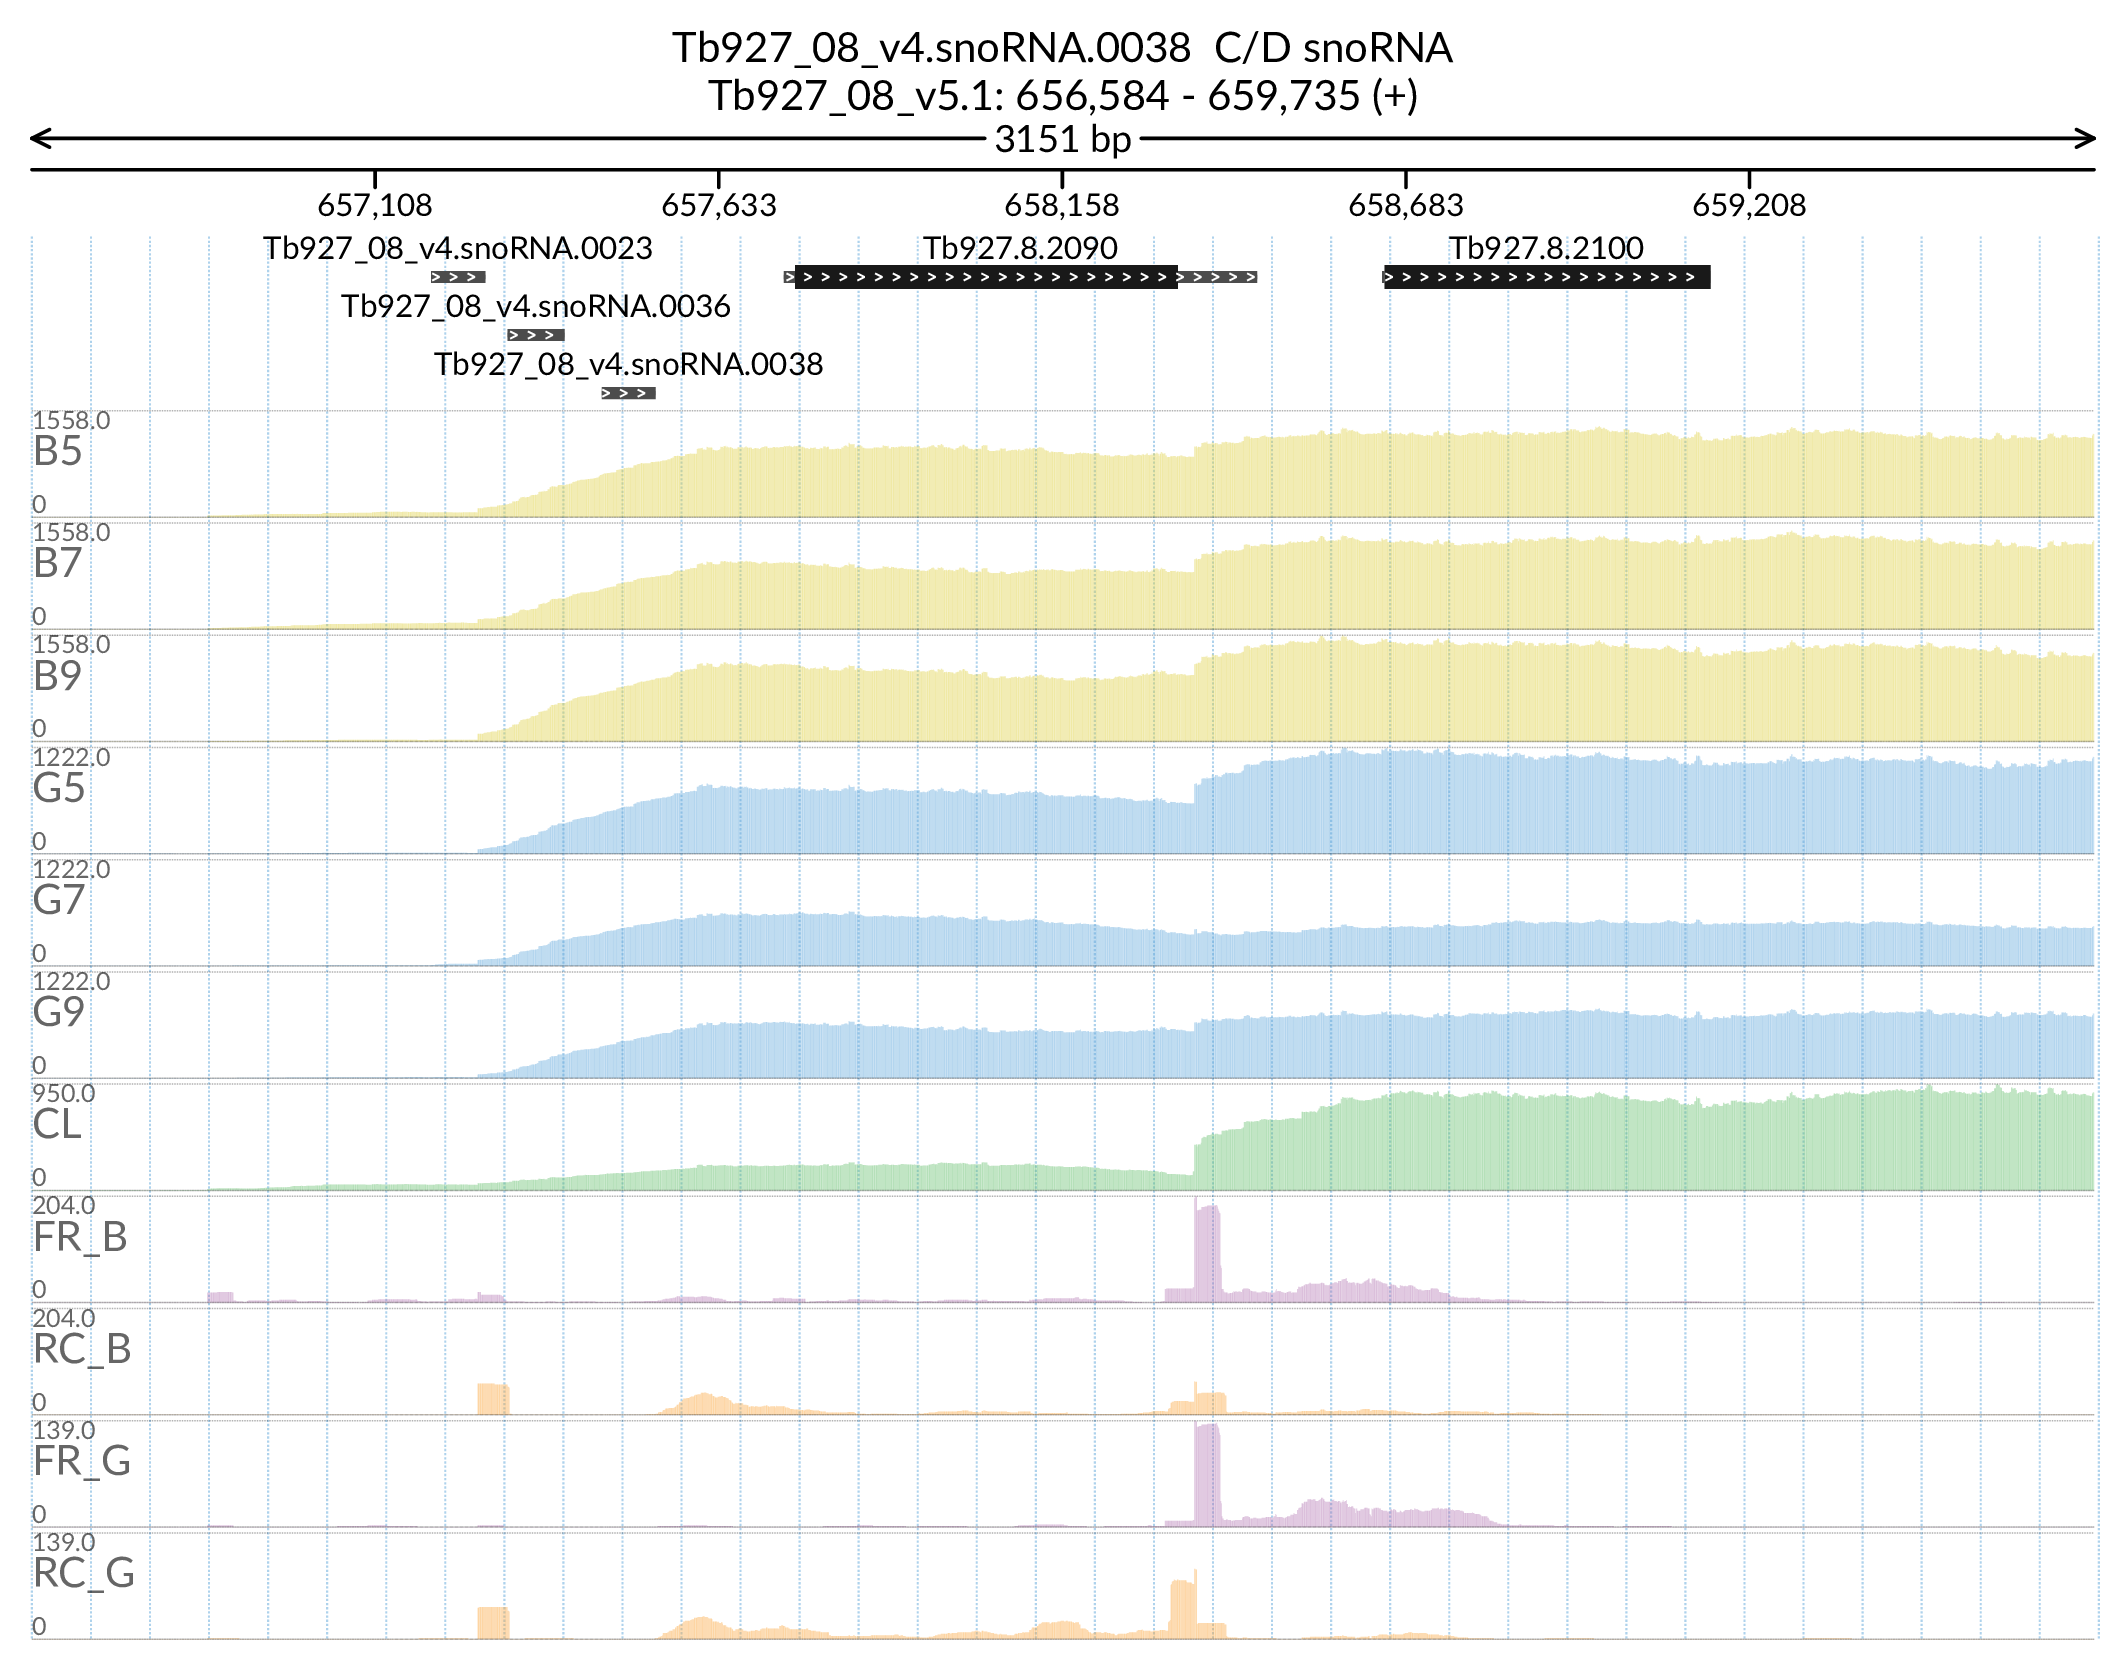 Tb927_08_v4.snoRNA.0038 C/D snoRNA
Tb927_08_v5.1: 656,584 - 659,735 (+)
3151 bp
657,108 657,633 658,158 658,683 659,208
Tb927_08_v4.snoRNA.0023 Tb927.8.2090 Tb927.8.2100
Tb927_08_v4.snoRNA.0036
Tb927_08_v4.snoRNA.0038
1558.0
B5
0
1558.0
B7
0
1558.0
B9
0
1222.0
G5
0
1222.0
G7
0
1222.0
G9
0
950.0
CL
0
204.0
FR_B
0
204.0
RC_B
0
139.0
FR_G
0
139.0
RC_G
0